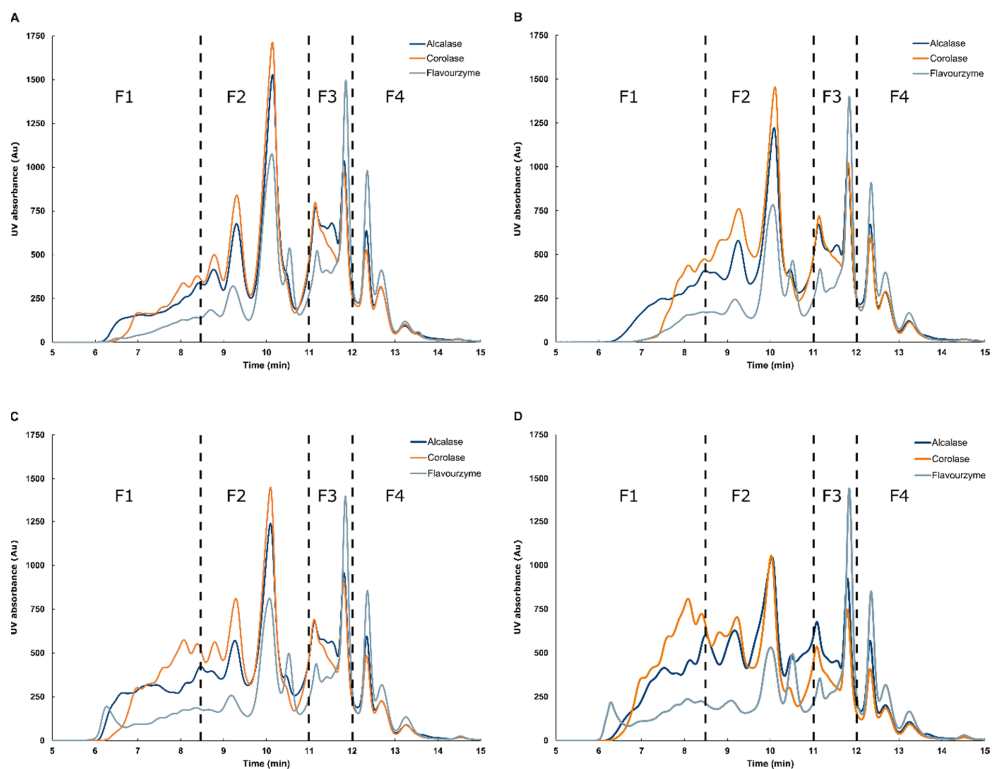 A
1750
1500
1250
1000
750
500
250
0
UV absorbance (Au)
F1
F2
F3
F4
Alcalase
Corolase
Flavourzyme
5 6 7 8 9 10 11 12 13 14 15
Time (min)
B
1750
1500
1250
1000
750
500
250
0
UV absorbance (Au)
F1
F2
F3
F4
Alcalase
Corolase
Flavourzyme
5 6 7 8 9 10 11 12 13 14 15
Time (min)
C
1750
1500
1250
1000
750
500
250
0
UV absorbance (Au)
F1
F2
F3
F4
Alcalase
Corolase
Flavourzyme
5 6 7 8 9 10 11 12 13 14 15
Time (min)
D
1750
1500
1250
1000
750
500
250
0
UV absorbance (Au)
F1
F2
F3
F4
Alcalase
Corolase
Flavourzyme
5 6 7 8 9 10 11 12 13 14 15
Time (min)